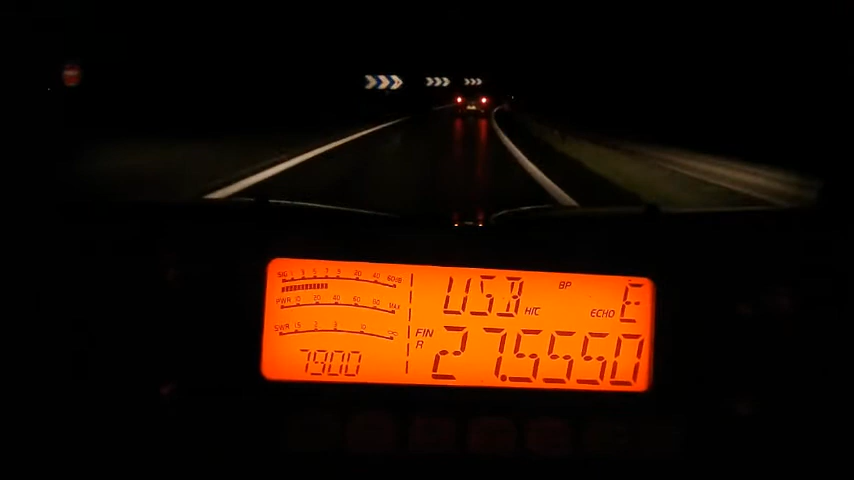 SIG 1 3 5 7 9 20 40 60dB
PWR 10 20 40 60 80 MAX
SWR 1.5 2 3 10 ∞
7900
USB HI/C BP ECHO E
FIN
R 27.5550